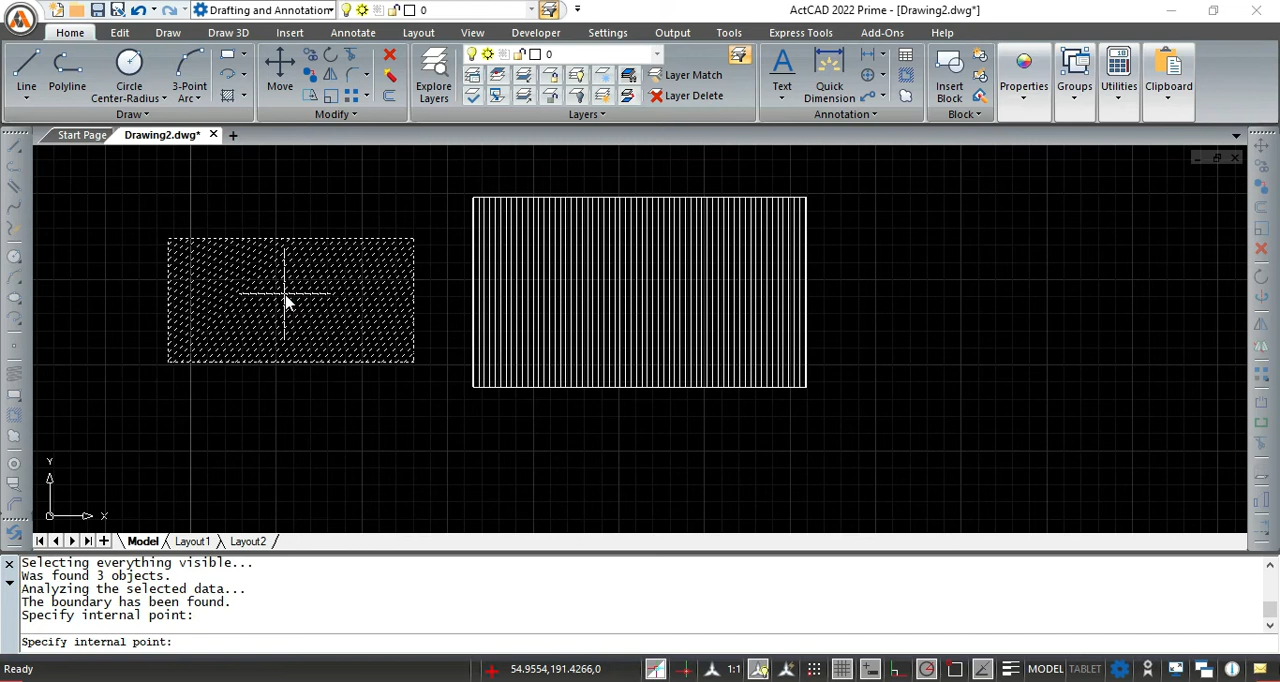 Drafting and Annotation
0
ActCAD 2022 Prime - [Drawing2.dwg*]
Home Edit Draw Draw 3D Insert Annotate Layout View Developer Settings Output Tools Express Tools Add-Ons Help
Line
Polyline
Circle
Center-Radius
3-Point
Arc
Draw
Move
Modify
Explore
Layers
0
Layer Match
Layer Delete
Layers
Text
Quick
Dimension
Annotation
Insert
Block
Block
Properties
Groups
Utilities
Clipboard
Start Page
Drawing2.dwg*
Y
X
Model Layout1 Layout2
Selecting everything visible...
Was found 3 objects.
Analyzing the selected data...
The boundary has been found.
Specify internal point:
Specify internal point:
Ready
54.9554,191.4266,0
1:1
MODEL
TABLET